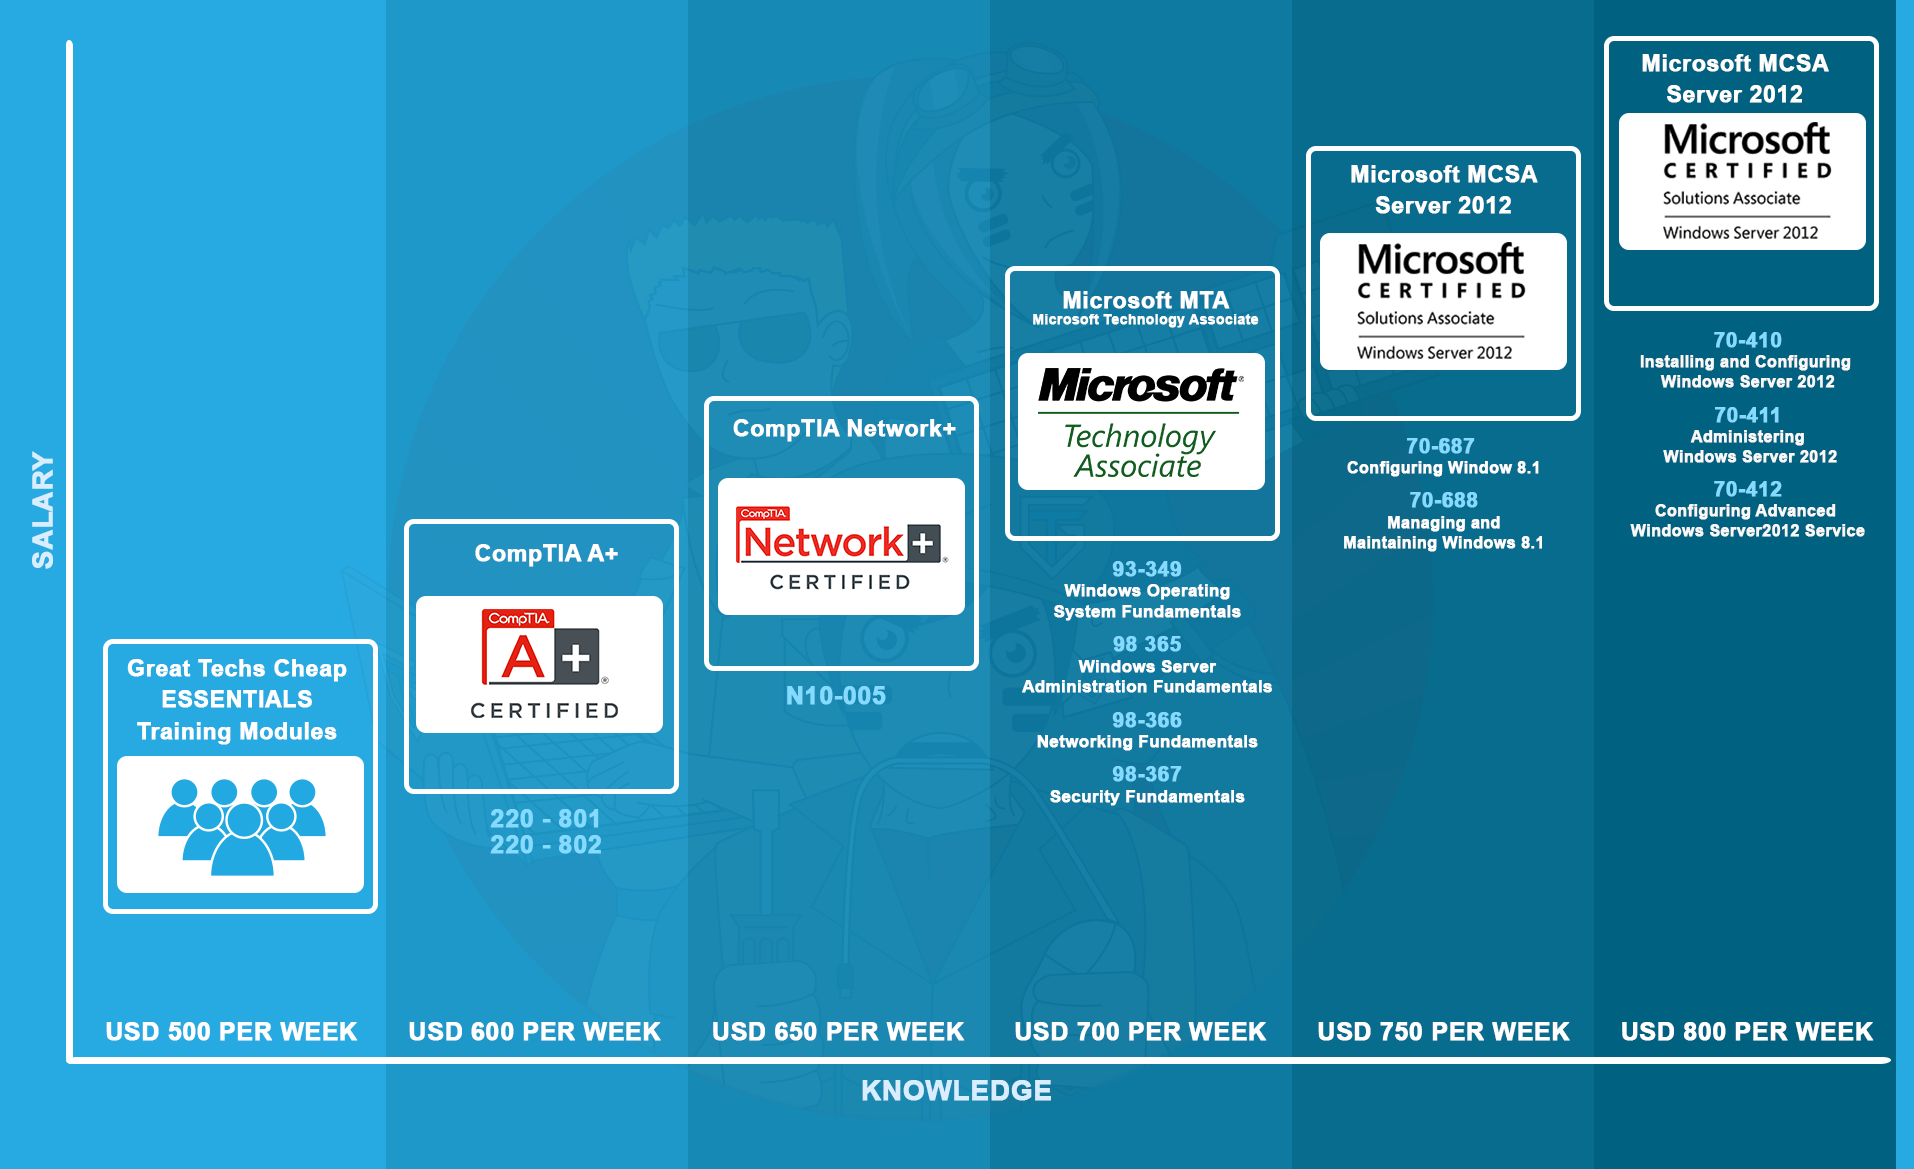 SALARY
Great Techs Cheap
ESSENTIALS
Training Modules
USD 500 PER WEEK
CompTIA A+
CompTIA
A+
®
CERTIFIED
220 - 801
220 - 802
USD 600 PER WEEK
CompTIA Network+
CompTIA
Network+
®
CERTIFIED
N10-005
USD 650 PER WEEK
Microsoft MTA
Microsoft Technology Associate
Microsoft®
Technology
Associate
93-349
Windows Operating
System Fundamentals
98 365
Windows Server
Administration Fundamentals
98-366
Networking Fundamentals
98-367
Security Fundamentals
USD 700 PER WEEK
Microsoft MCSA
Server 2012
Microsoft
CERTIFIED
Solutions Associate
Windows Server 2012
70-687
Configuring Window 8.1
70-688
Managing and
Maintaining Windows 8.1
USD 750 PER WEEK
Microsoft MCSA
Server 2012
Microsoft
CERTIFIED
Solutions Associate
Windows Server 2012
70-410
Installing and Configuring
Windows Server 2012
70-411
Administering
Windows Server 2012
70-412
Configuring Advanced
Windows Server2012 Service
USD 800 PER WEEK
KNOWLEDGE